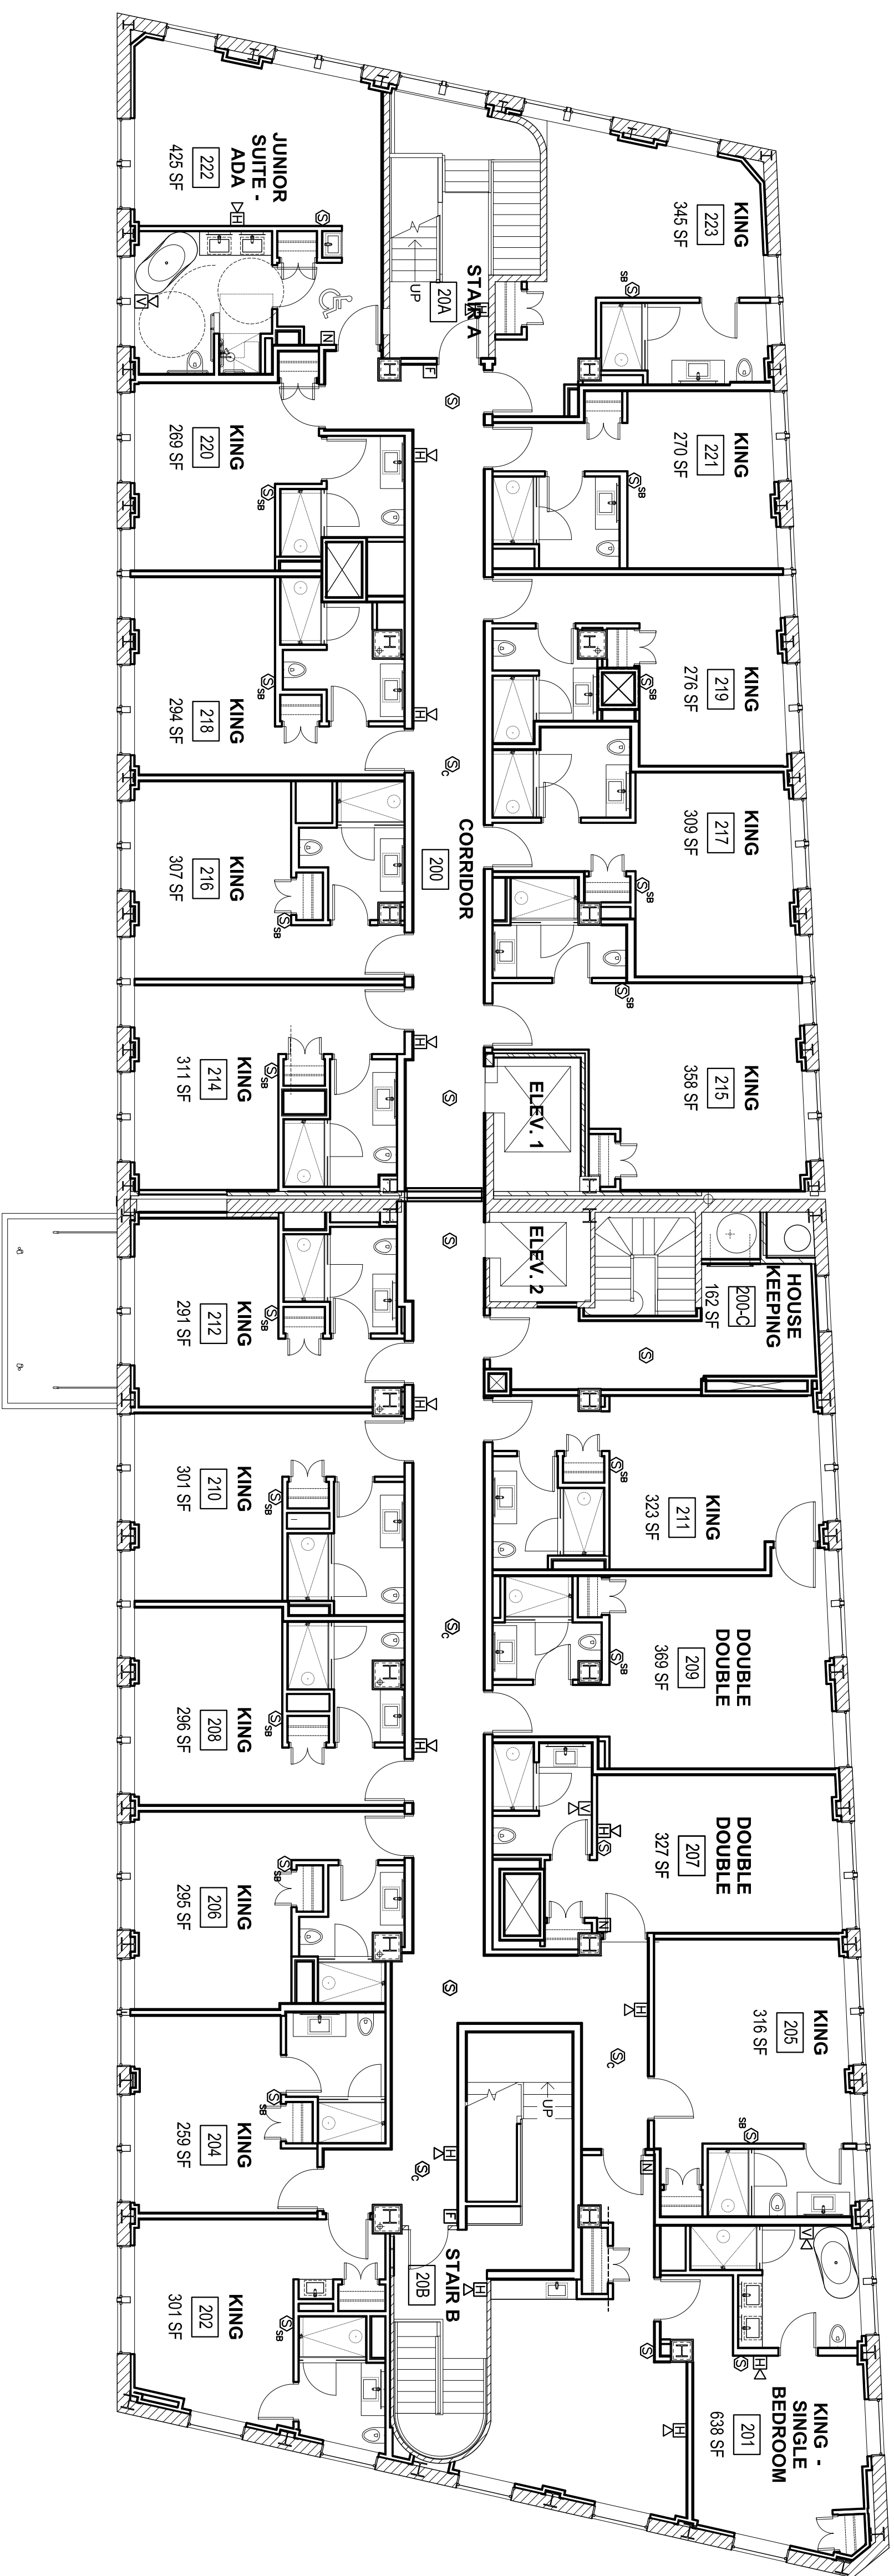 JUNIOR
SUITE -
ADA
222
425 SF
STAIR A
20A
UP
KING
223
345 SF
KING
220
269 SF
KING
221
270 SF
KING
218
294 SF
KING
219
276 SF
KING
216
307 SF
CORRIDOR
200
KING
217
309 SF
KING
214
311 SF
ELEV. 1
KING
215
358 SF
KING
212
291 SF
ELEV. 2
HOUSE
KEEPING
200-C
162 SF
KING
210
301 SF
KING
211
323 SF
KING
208
296 SF
DOUBLE
DOUBLE
209
369 SF
KING
206
295 SF
DOUBLE
DOUBLE
207
327 SF
KING
204
259 SF
UP
KING
205
316 SF
KING
202
301 SF
STAIR B
20B
KING -
SINGLE
BEDROOM
201
638 SF